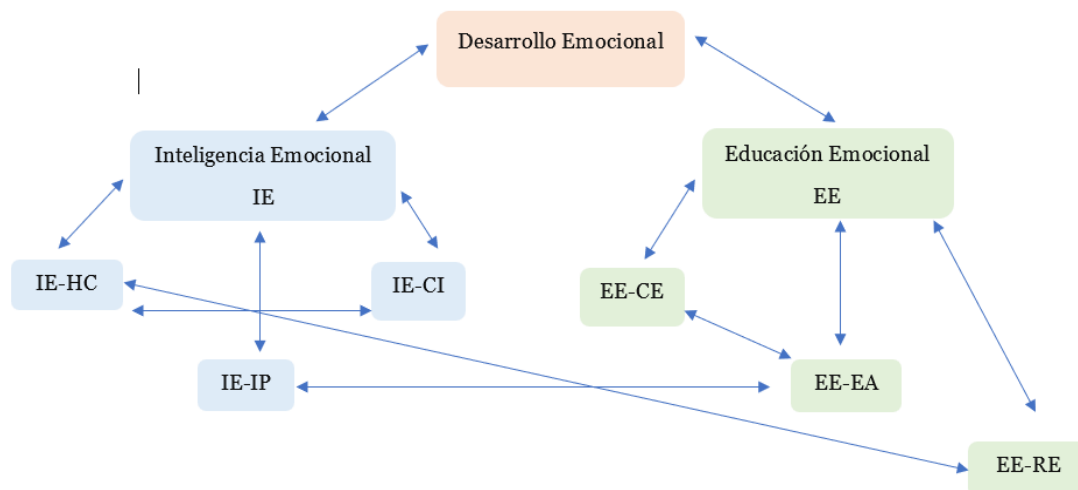 Desarrollo Emocional
Inteligencia Emocional
IE
Educación Emocional
EE
IE-HC
IE-CI
EE-CE
IE-IP
EE-EA
EE-RE